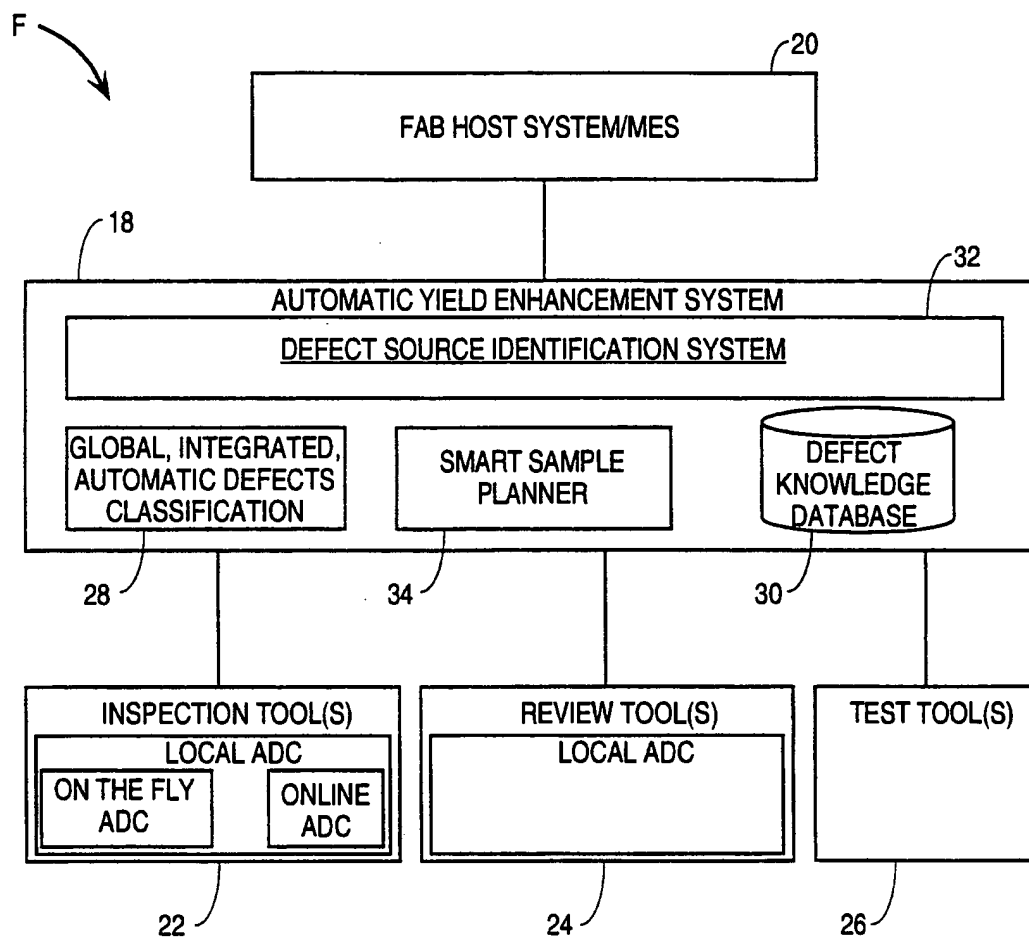 F
20
FAB HOST SYSTEM/MES
18
32
AUTOMATIC YIELD ENHANCEMENT SYSTEM
DEFECT SOURCE IDENTIFICATION SYSTEM
GLOBAL, INTEGRATED,
AUTOMATIC DEFECTS
CLASSIFICATION
SMART SAMPLE
PLANNER
DEFECT
KNOWLEDGE
DATABASE
28
34
30
INSPECTION TOOL(S)
LOCAL ADC
ON THE FLY
ADC
ONLINE
ADC
REVIEW TOOL(S)
LOCAL ADC
TEST TOOL(S)
22
24
26